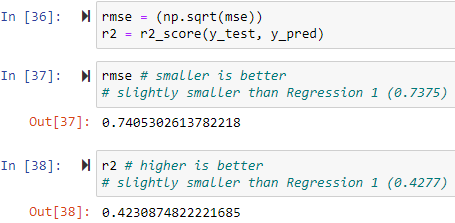 In [36]: rmse = (np.sqrt(mse))
r2 = r2_score(y_test, y_pred)
In [37]: rmse # smaller is better
# slightly smaller than Regression 1 (0.7375)
Out[37]: 0.7405302613782218
In [38]: r2 # higher is better
# slightly smaller than Regression 1 (0.4277)
Out[38]: 0.4230874822221685